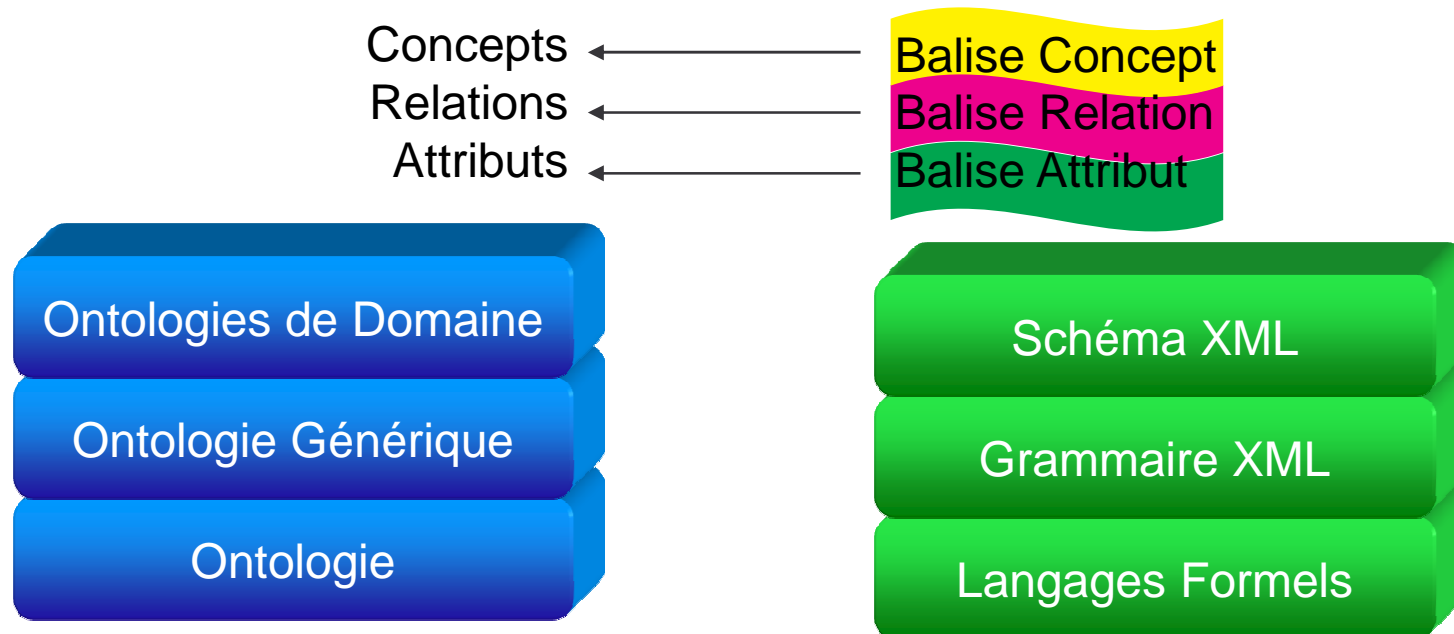 Concepts
Relations
Attributs
Balise Concept
Balise Relation
Balise Attribut
Ontologies de Domaine
Ontologie Générique
Ontologie
Schéma XML
Grammaire XML
Langages Formels